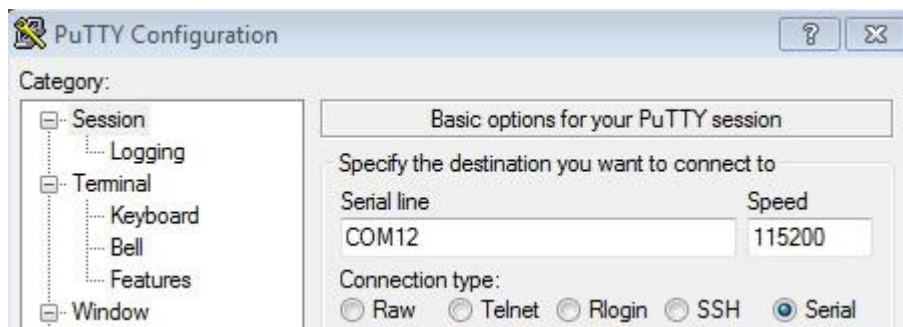 PuTTY Configuration
Category:
Session
Logging
Terminal
Keyboard
Bell
Features
Window
Basic options for your PuTTY session
Specify the destination you want to connect to
Serial line Speed
COM12 115200
Connection type:
Raw Telnet Rlogin SSH Serial